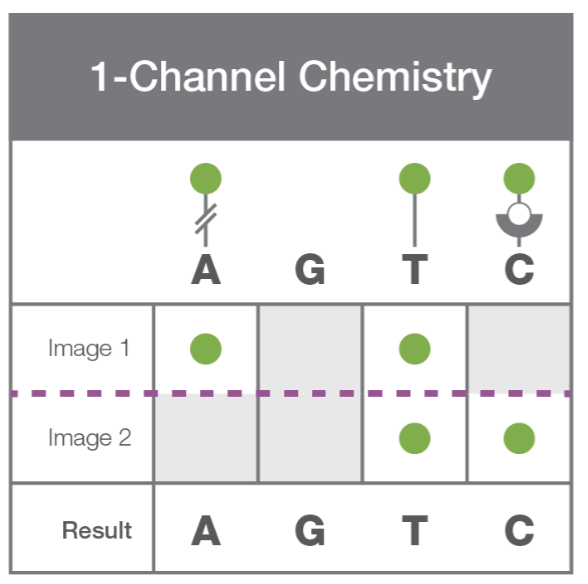 1-Channel Chemistry
A G T C
Image 1
Image 2
Result A G T C